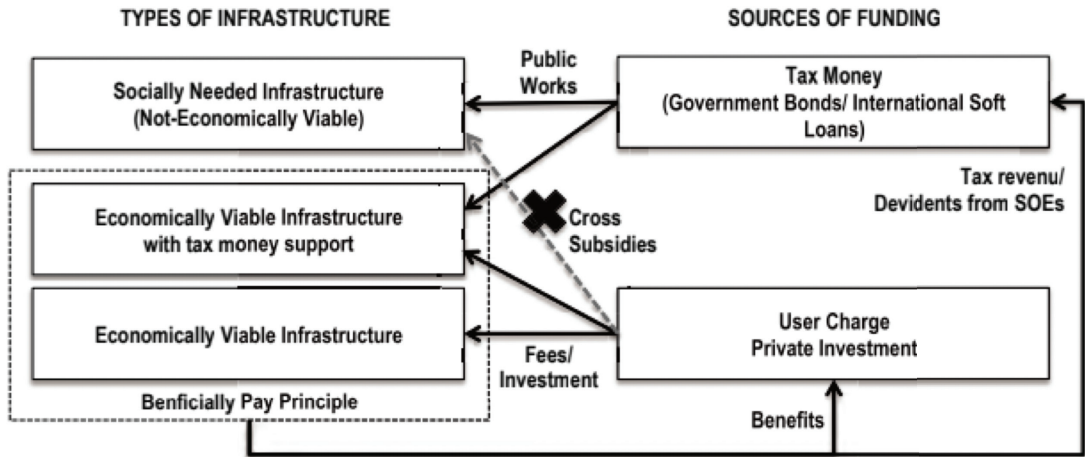 TYPES OF INFRASTRUCTURE
SOURCES OF FUNDING
Socially Needed Infrastructure
(Not-Economically Viable)
Public
Works
Tax Money
(Government Bonds/ International Soft
Loans)
Economically Viable Infrastructure
with tax money support
Cross
Subsidies
Tax revenu/
Devidents from SOEs
Economically Viable Infrastructure
Fees/
Investment
User Charge
Private Investment
Benficially Pay Principle
Benefits